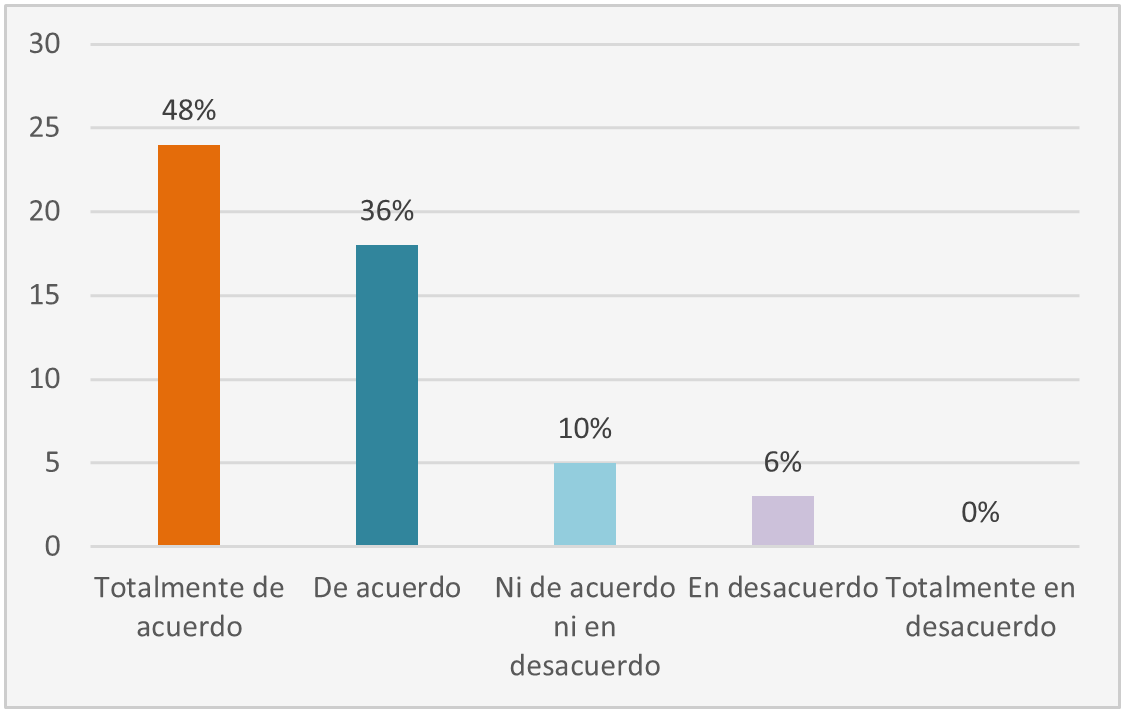 30
25
20
15
10
5
0
48%
36%
10%
6%
0%
Totalmente de
acuerdo
De acuerdo
Ni de acuerdo
ni en
desacuerdo
En desacuerdo
Totalmente en
desacuerdo